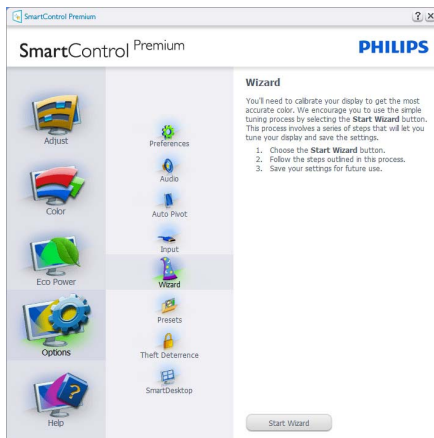 SmartControl Premium
SmartControl Premium
PHILIPS
Adjust
Color
Eco Power
Options
Help
Preferences
Audio
Auto Pivot
Input
Wizard
Presets
Theft Deterrence
SmartDesktop
Wizard
You'll need to calibrate your display to get the most
accurate color. We encourage you to use the simple
tuning process by selecting the Start Wizard button.
This process involves a series of steps that will let you
tune your display and save the settings.
1. Choose the Start Wizard button.
2. Follow the steps outlined in this process.
3. Save your settings for future use.
Start Wizard